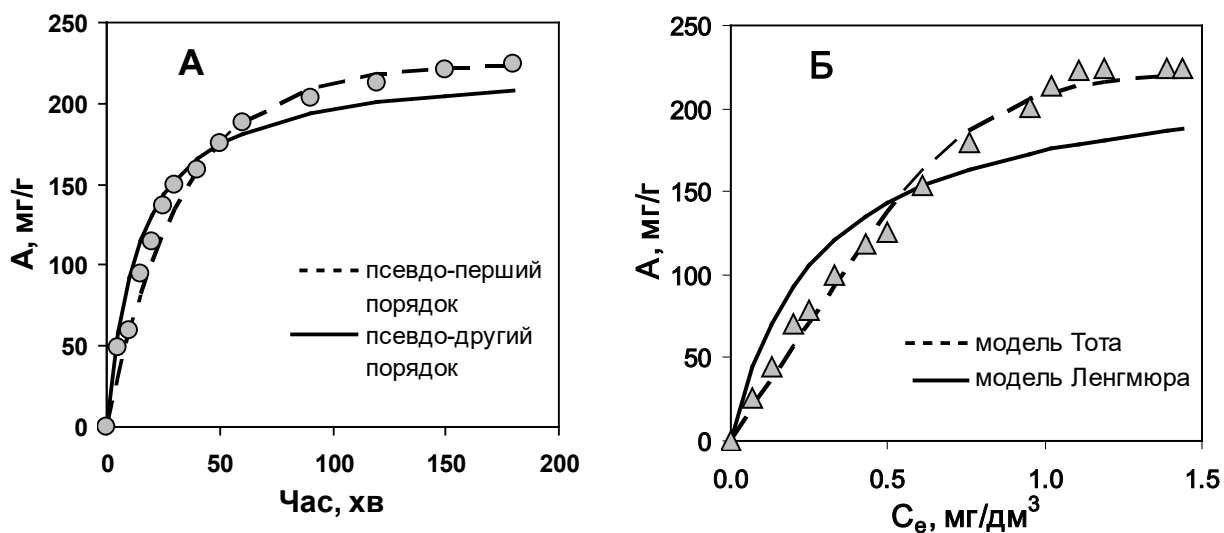 А
А, мг/г
250
200
150
100
50
0
0
50
100
150
200
Час, хв
псевдо-перший
порядок
псевдо-другий
порядок
Б
А, мг/г
250
200
150
100
50
0
0.0
0.5
1.0
1.5
Cₑ, мг/дм³
модель Тота
модель Ленгмюра